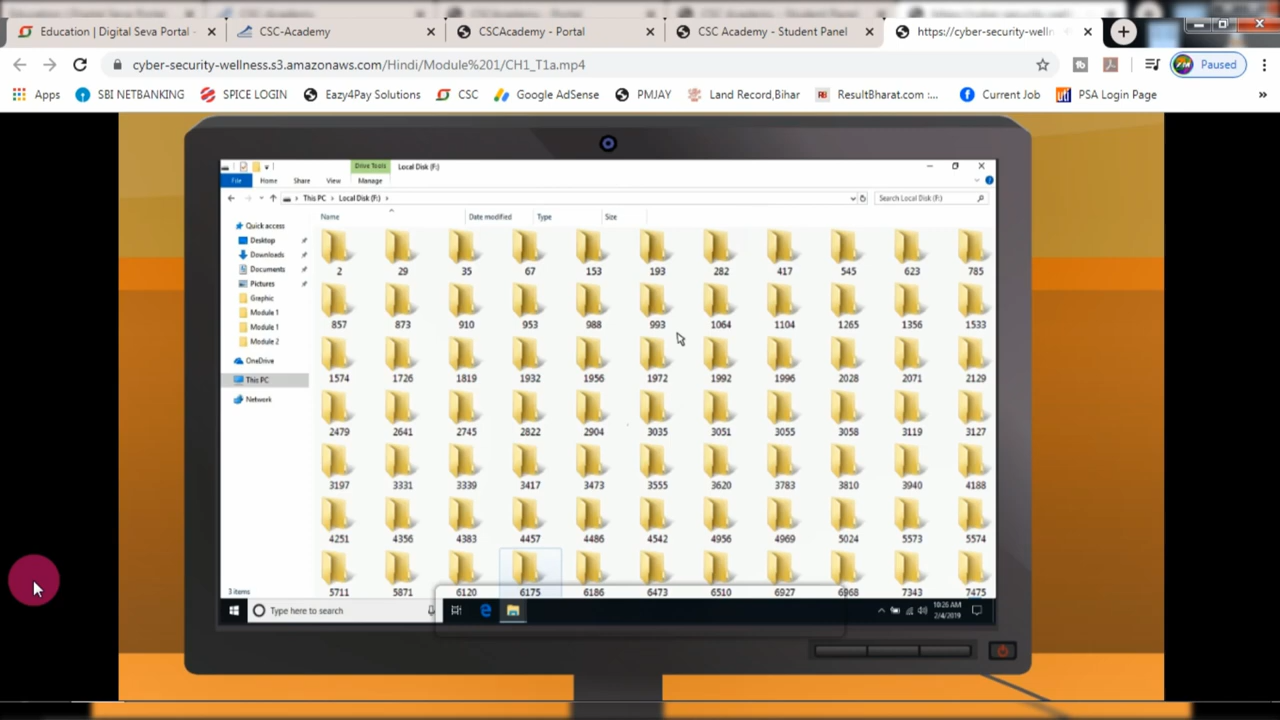 Education | Digital Seva Portal -
CSC-Academy
CSCAcademy - Portal
CSC Academy - Student Panel
https://cyber-security-welln
cyber-security-wellness.s3.amazonaws.com/Hindi/Module%201/CH1_T1a.mp4
Paused
Apps
SBI NETBANKING
SPICE LOGIN
Eazy4Pay Solutions
CSC
Google AdSense
PMJAY
Land Record,Bihar
ResultBharat.com :...
Current Job
PSA Login Page
»
Drive Tools
Local Disk (F:)
File
Home
Share
View
Manage
This PC > Local Disk (F:) >
Search Local Disk (F:)
Name
Date modified
Type
Size
Quick access
Desktop
Downloads
Documents
Pictures
Graphic
Module 1
Module 1
Module 2
OneDrive
This PC
Network
2 29 35 67 153 193 282 417 545 623 785
857 873 910 953 988 993 1064 1104 1265 1356 1533
1574 1726 1819 1932 1956 1972 1992 1996 2028 2071 2129
2479 2641 2745 2822 2904 3035 3051 3055 3058 3119 3127
3197 3331 3339 3417 3473 3555 3620 3783 3810 3940 4188
4251 4356 4383 4457 4486 4542 4956 4969 5024 5573 5574
5711 5871 6120 6175 6186 6473 6510 6927 6968 7343 7475
3 items
Type here to search
10:26 AM
2/4/2019